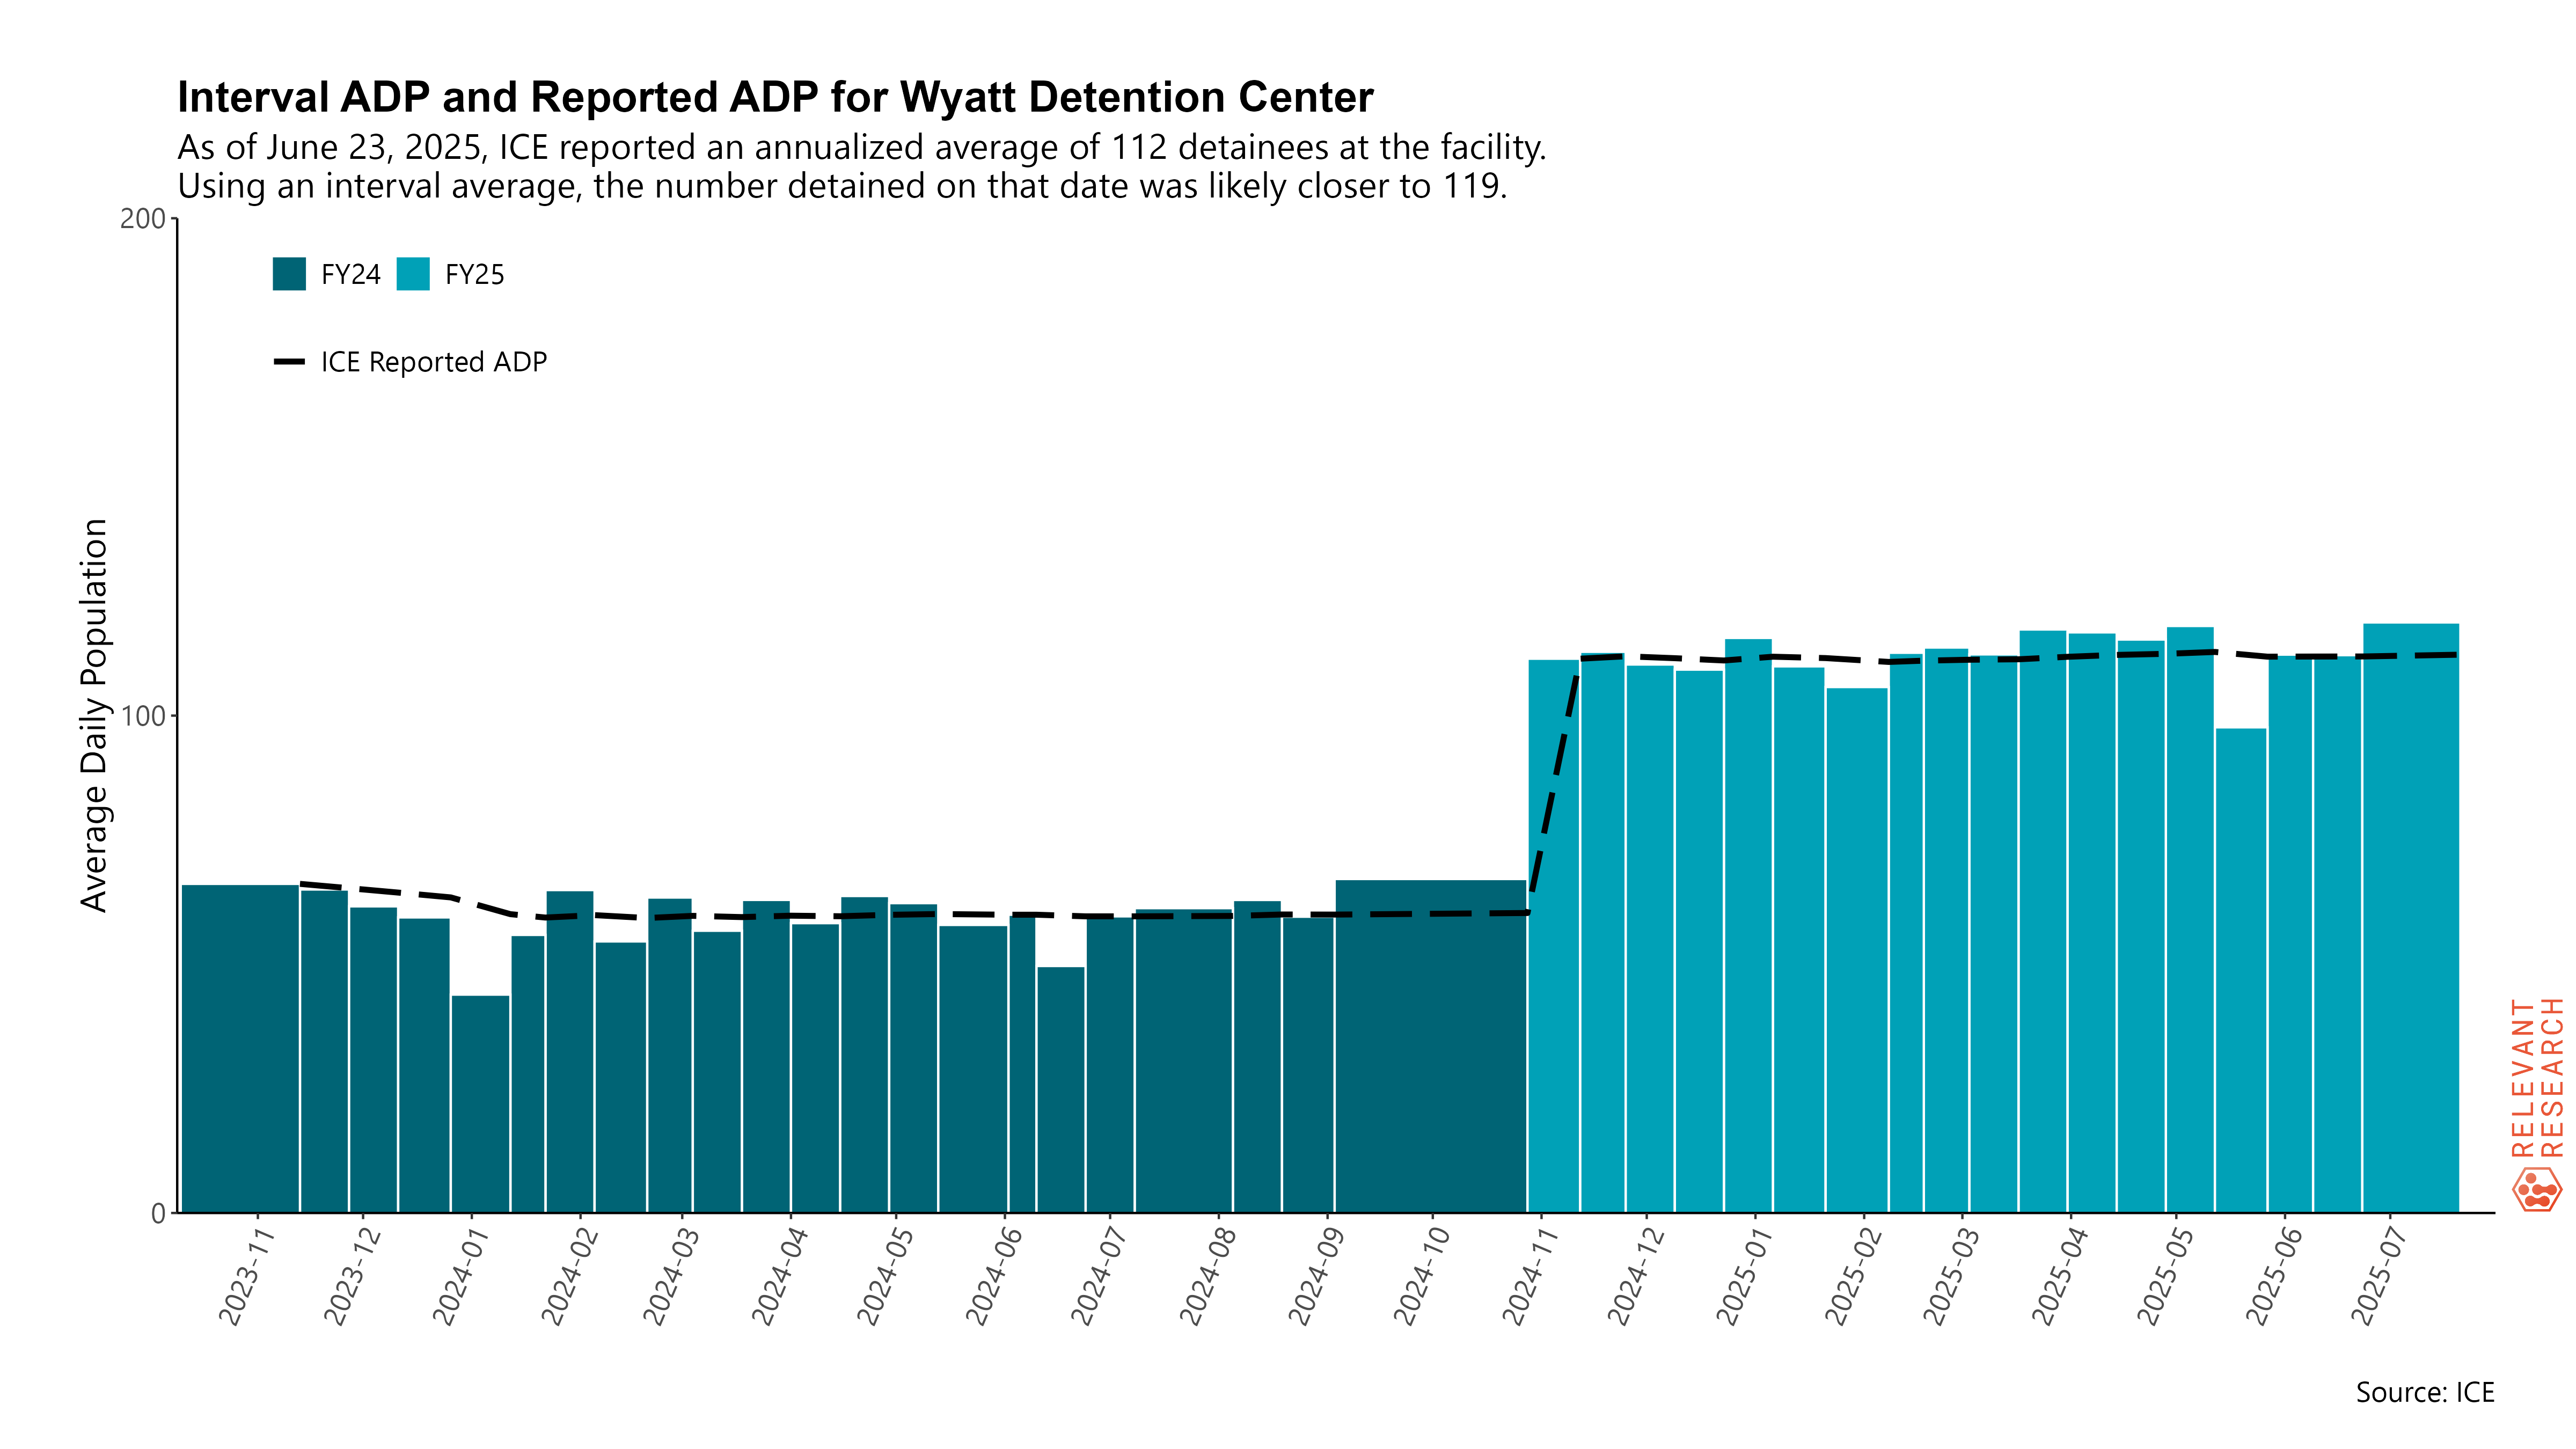 Interval ADP and Reported ADP for Wyatt Detention Center
As of June 23, 2025, ICE reported an annualized average of 112 detainees at the facility.
Using an interval average, the number detained on that date was likely closer to 119.
200
FY24 FY25
ICE Reported ADP
Average Daily Population
100
0
2023-11 2023-12 2024-01 2024-02 2024-03 2024-04 2024-05 2024-06 2024-07 2024-08 2024-09 2024-10 2024-11 2024-12 2025-01 2025-02 2025-03 2025-04 2025-05 2025-06 2025-07
RELEVANT
RESEARCH
Source: ICE